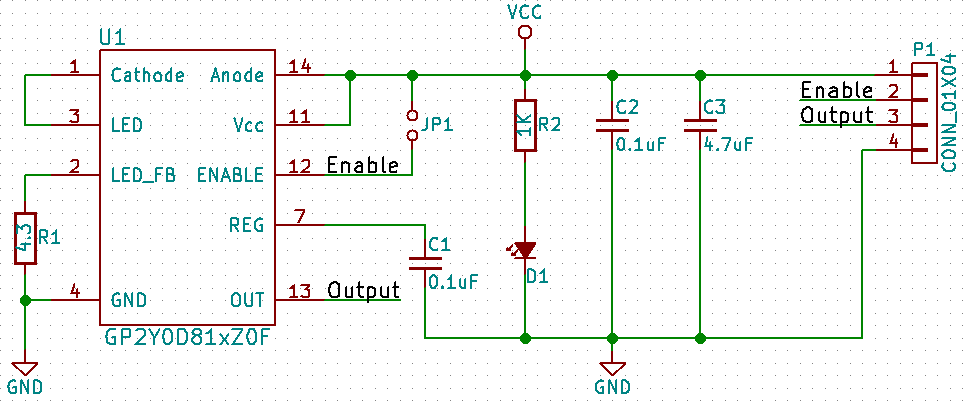 VCC
U1
P1
1 Cathode Anode 14
1
Enable 2
3 LED Vcc 11
JP1
1K R2
C2
0.1uF
C3
4.7uF
Output 3
4
CONN_01X04
2 LED_FB ENABLE 12 Enable
REG 7
4.3 R1
C1
0.1uF
D1
4 GND OUT 13 Output
GP2Y0D81xZ0F
GND
GND